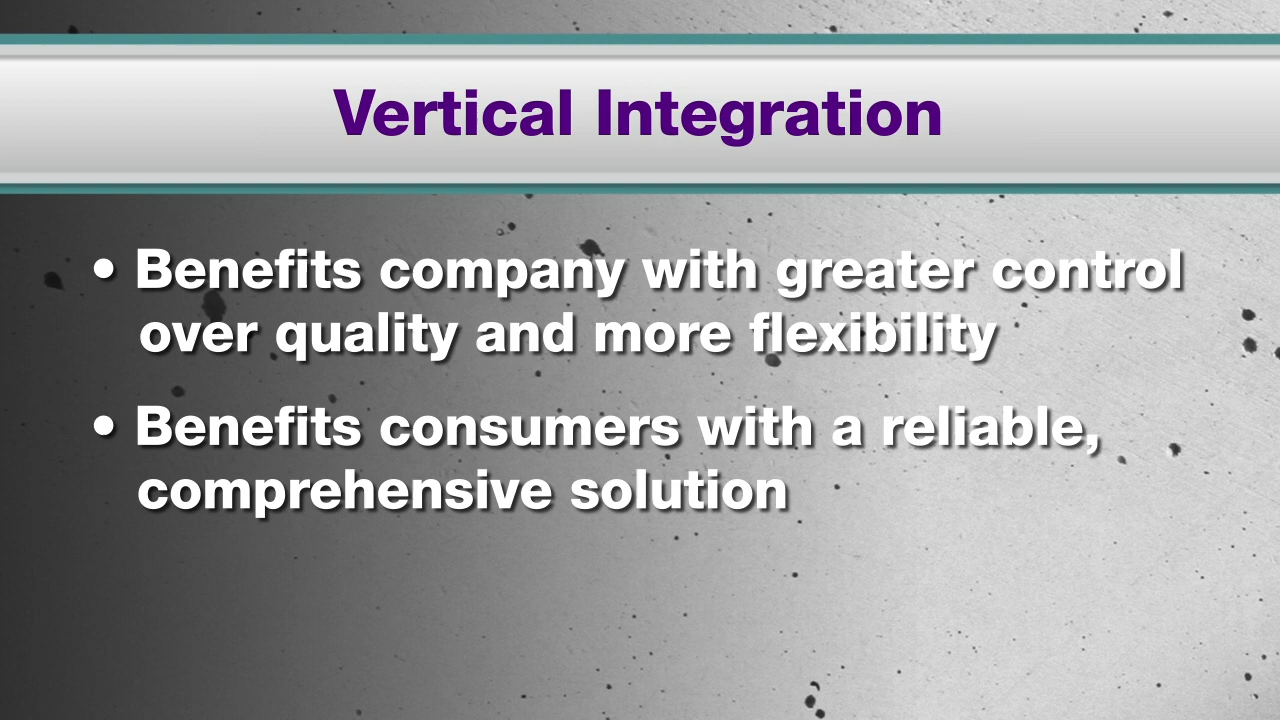 Vertical Integration
• Benefits company with greater control
over quality and more flexibility
• Benefits consumers with a reliable,
comprehensive solution